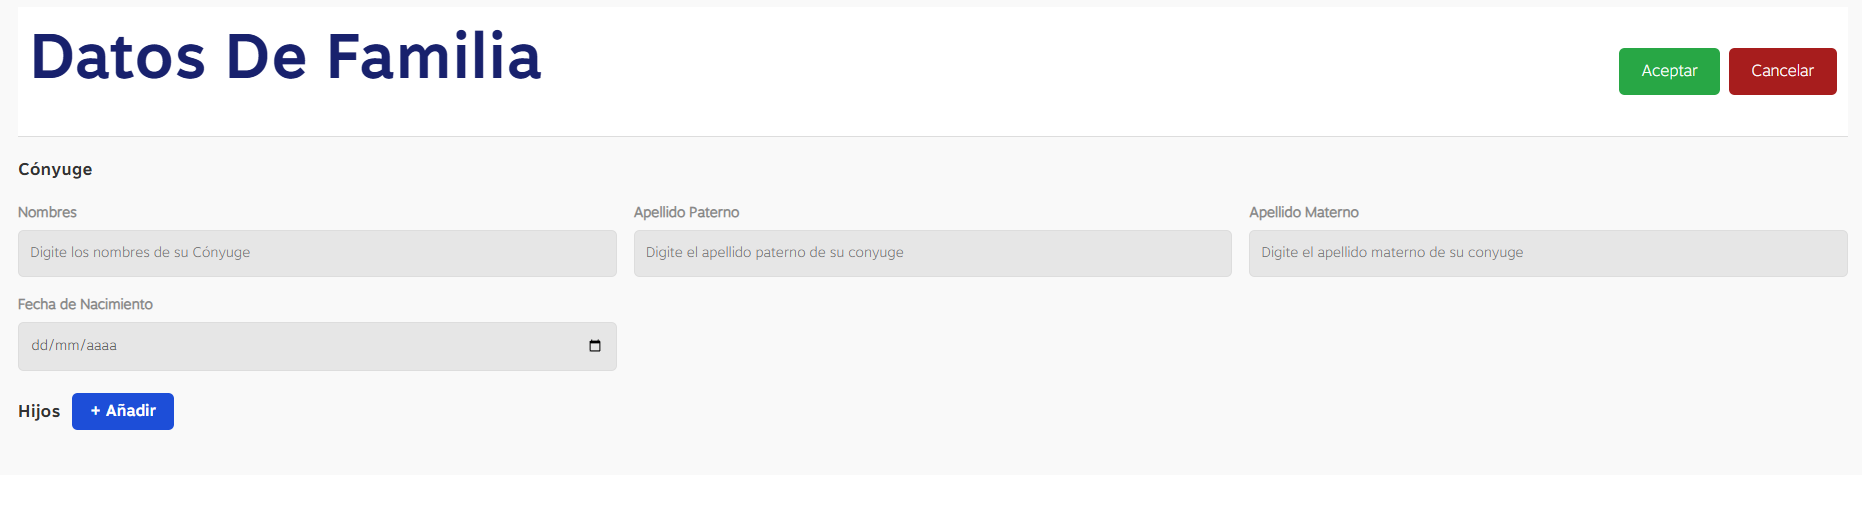 Datos De Familia
Aceptar Cancelar
Cónyuge
Nombres Apellido Paterno Apellido Materno
Digite los nombres de su Cónyuge Digite el apellido paterno de su conyuge Digite el apellido materno de su conyuge
Fecha de Nacimiento
dd/mm/aaaa
Hijos + Añadir